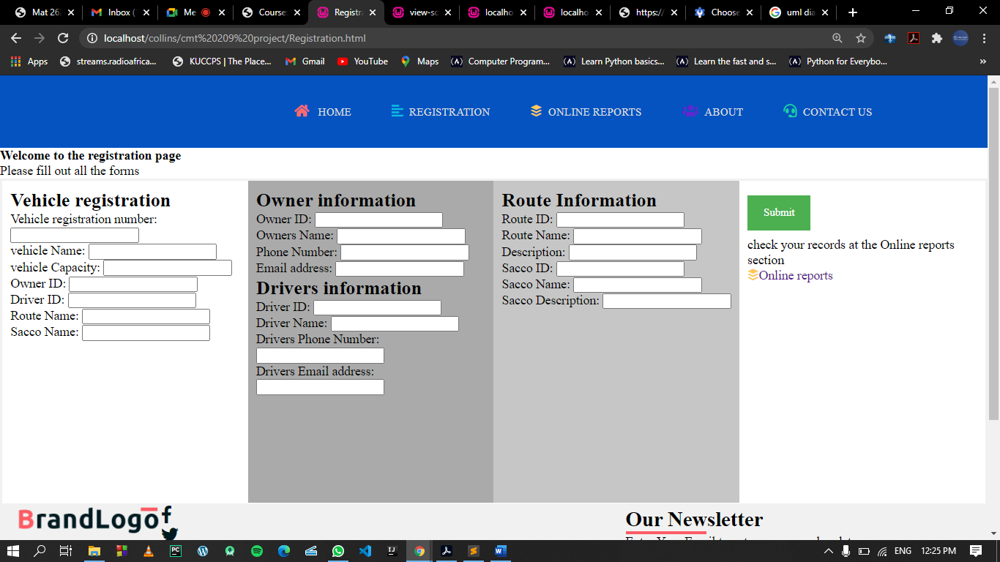 Mat 26
Inbox (
Me
Course
Registra
view-sc
localho
localho
https://
Choose
uml dia
localhost/collins/cmt%20209%20project/Registration.html
Apps
streams.radioafrica...
KUCCPS | The Place...
Gmail
YouTube
Maps
Computer Program...
Learn Python basics...
Learn the fast and s...
Python for Everybo...
»
HOME
REGISTRATION
ONLINE REPORTS
ABOUT
CONTACT US
Welcome to the registration page
Please fill out all the forms
Vehicle registration
Vehicle registration number:
vehicle Name:
vehicle Capacity:
Owner ID:
Driver ID:
Route Name:
Sacco Name:
Owner information
Owner ID:
Owners Name:
Phone Number:
Email address:
Drivers information
Driver ID:
Driver Name:
Drivers Phone Number:
Drivers Email address:
Route Information
Route ID:
Route Name:
Description:
Sacco ID:
Sacco Name:
Sacco Description:
Submit
check your records at the Online reports
section
Online reports
BrandLogo
Our Newsletter
ENG
12:25 PM